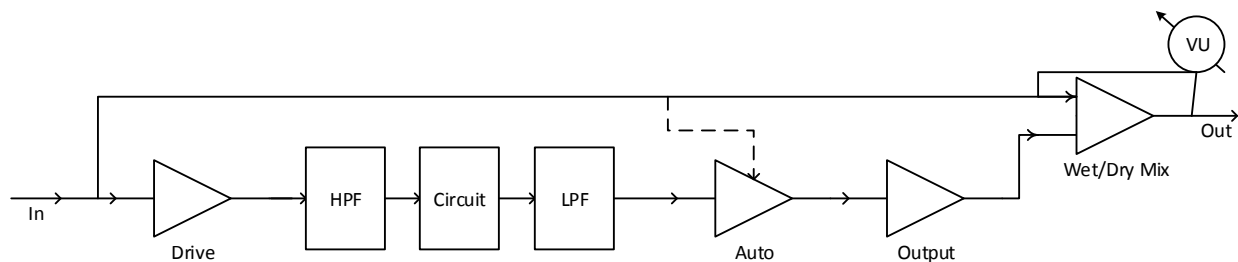 VU
In
Drive
HPF
Circuit
LPF
Auto
Output
Wet/Dry Mix
Out